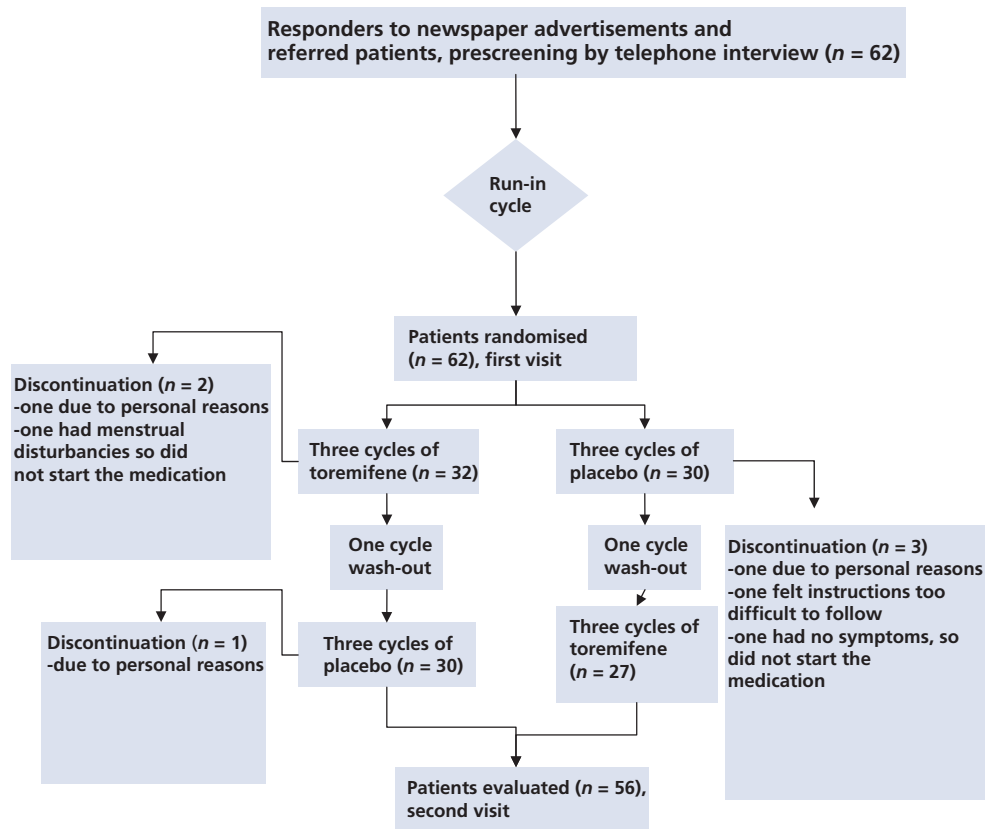 Responders to newspaper advertisements and
referred patients, prescreening by telephone interview (n = 62)
Run-in
cycle
Patients randomised
(n = 62), first visit
Discontinuation (n = 2)
-one due to personal reasons
-one had menstrual
disturbancies so did
not start the medication
Three cycles of
toremifene (n = 32)
Three cycles of
placebo (n = 30)
One cycle
wash-out
One cycle
wash-out
Discontinuation (n = 3)
-one due to personal reasons
-one felt instructions too
difficult to follow
-one had no symptoms, so
did not start the
medication
Discontinuation (n = 1)
-due to personal reasons
Three cycles of
placebo (n = 30)
Three cycles of
toremifene
(n = 27)
Patients evaluated (n = 56),
second visit